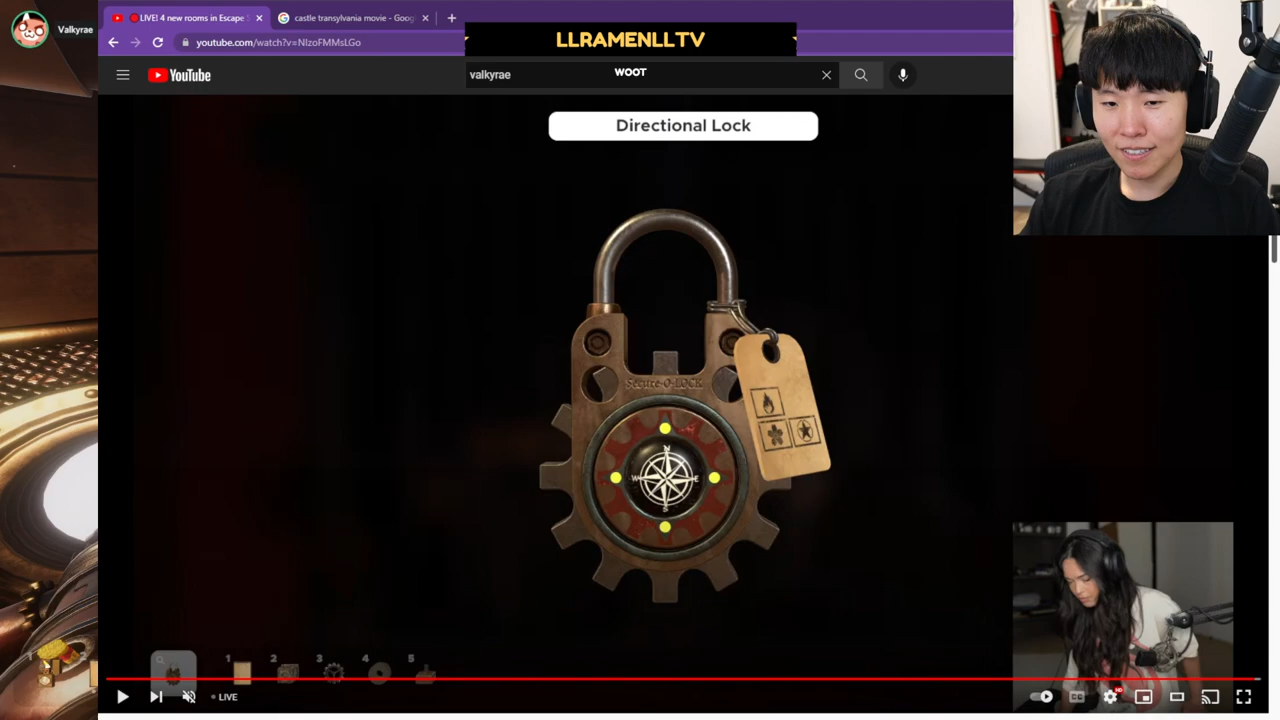 Valkyrae
LIVE! 4 new rooms in Escape
castle transylvania movie - Goog
youtube.com/watch?v=NIzoFMMsLGo
LLRAMENLLTV
WOOT
YouTube
valkyrae
Directional Lock
Secure-O-LOCK
N
W E
S
1 2 3 4 5
LIVE